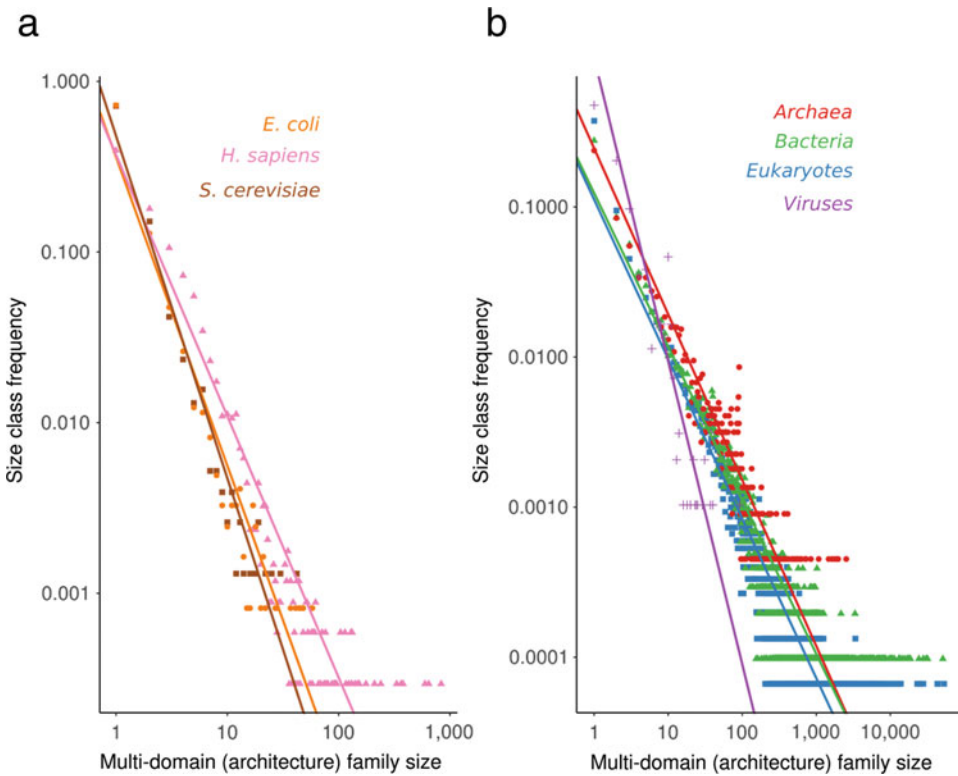 a
1.000
0.100
0.010
0.001
Size class frequency
E. coli
H. sapiens
S. cerevisiae
1 10 100 1,000
Multi-domain (architecture) family size
b
0.1000
0.0100
0.0010
0.0001
Size class frequency
Archaea
Bacteria
Eukaryotes
Viruses
1 10 100 1,000 10,000
Multi-domain (architecture) family size